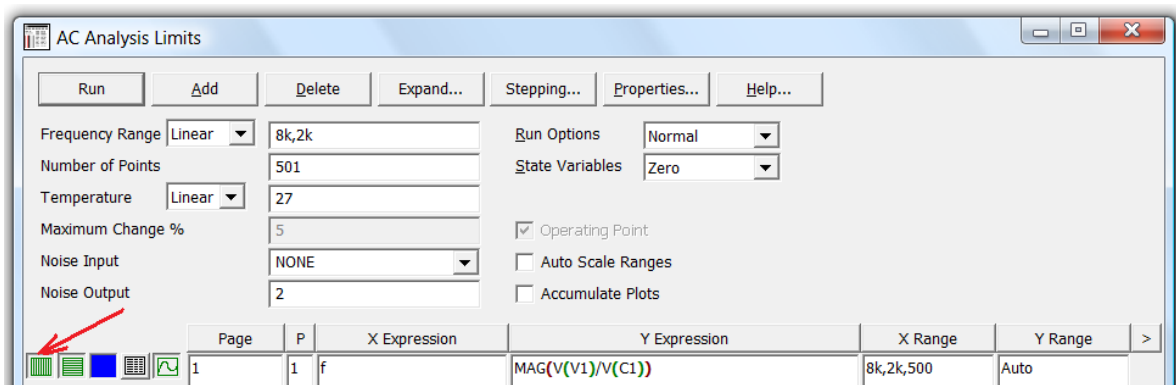 AC Analysis Limits
Run Add Delete Expand... Stepping... Properties... Help...
Frequency Range Linear 8k,2k Run Options Normal
Number of Points 501 State Variables Zero
Temperature Linear 27
Maximum Change % 5 Operating Point
Noise Input NONE Auto Scale Ranges
Noise Output 2 Accumulate Plots
Page P X Expression Y Expression X Range Y Range >
1 1 f MAG(V(V1)/V(C1)) 8k,2k,500 Auto